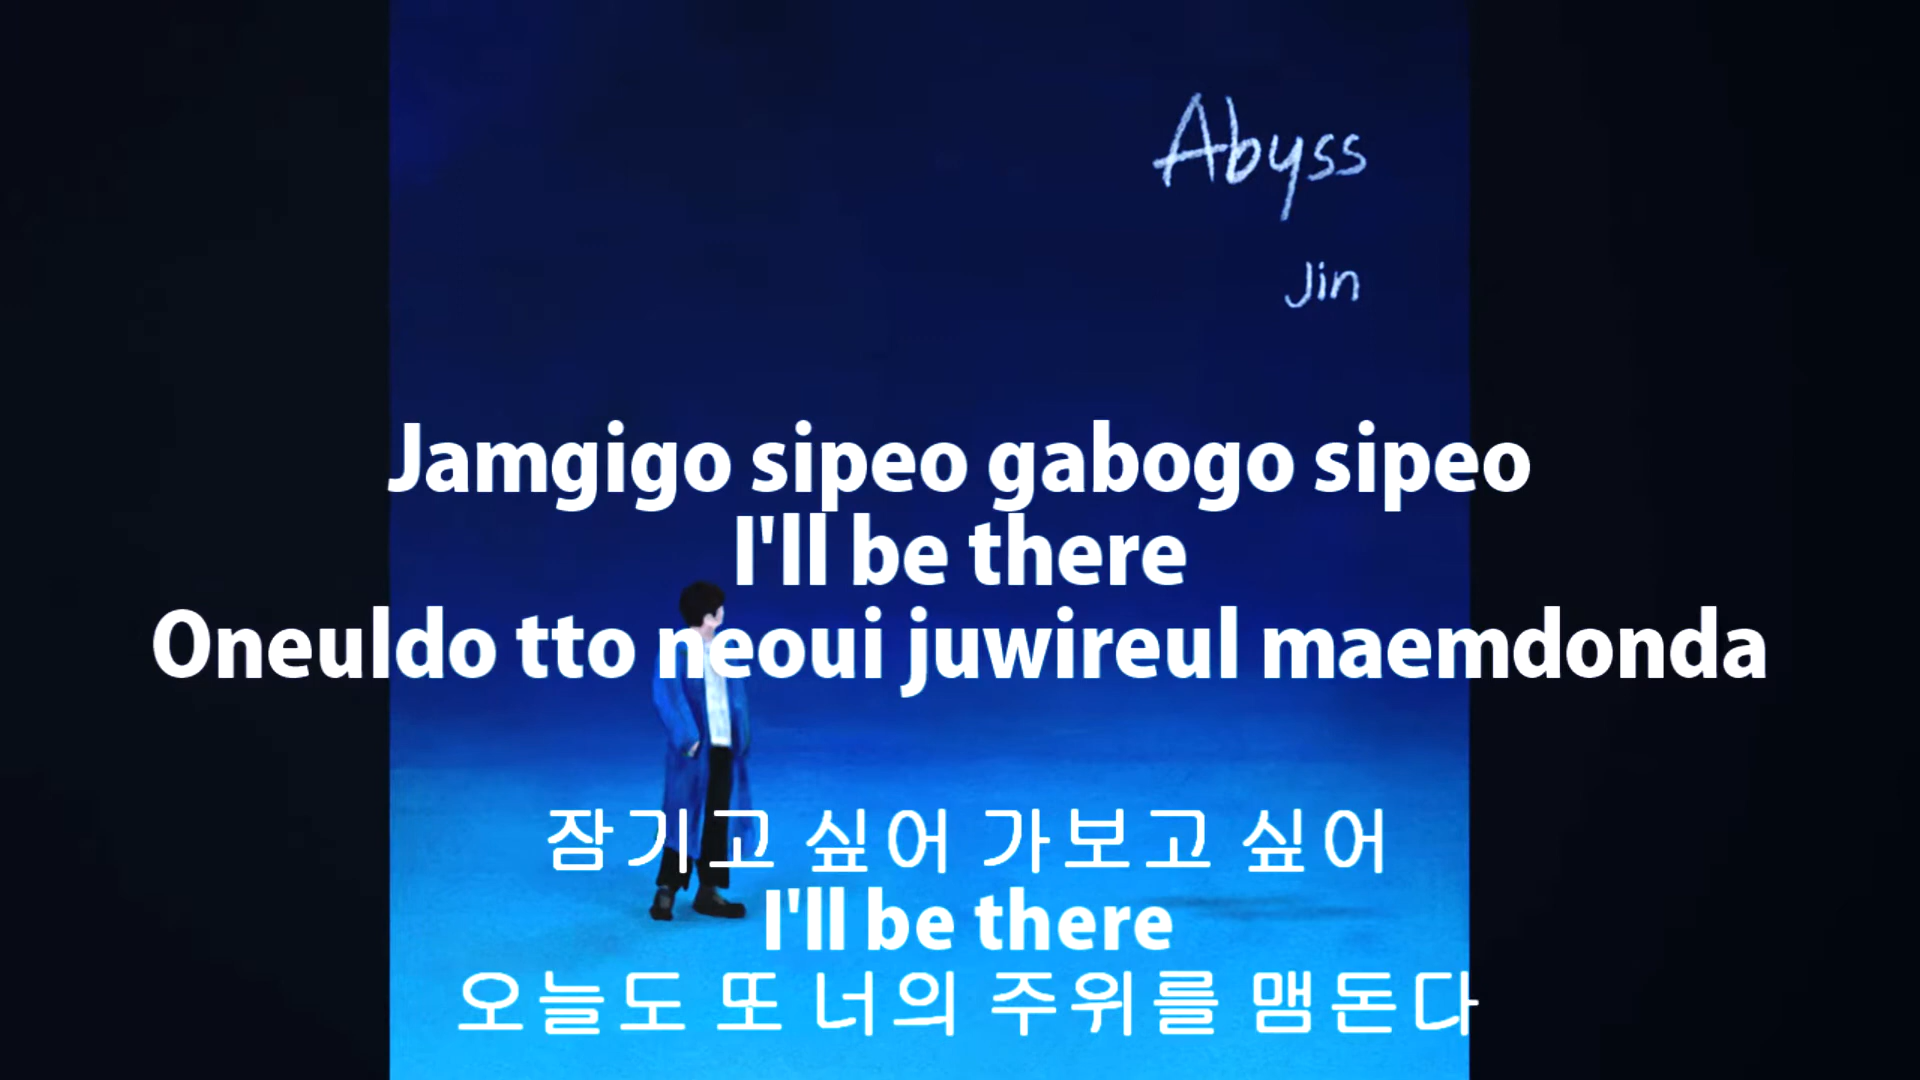 Abyss
Jin
Jamgigo sipeo gabogo sipeo
I'll be there
Oneuldo tto neoui juwireul maemdonda
잠기고 싶어 가보고 싶어
I'll be there
오늘도 또 너의 주위를 맴돈다